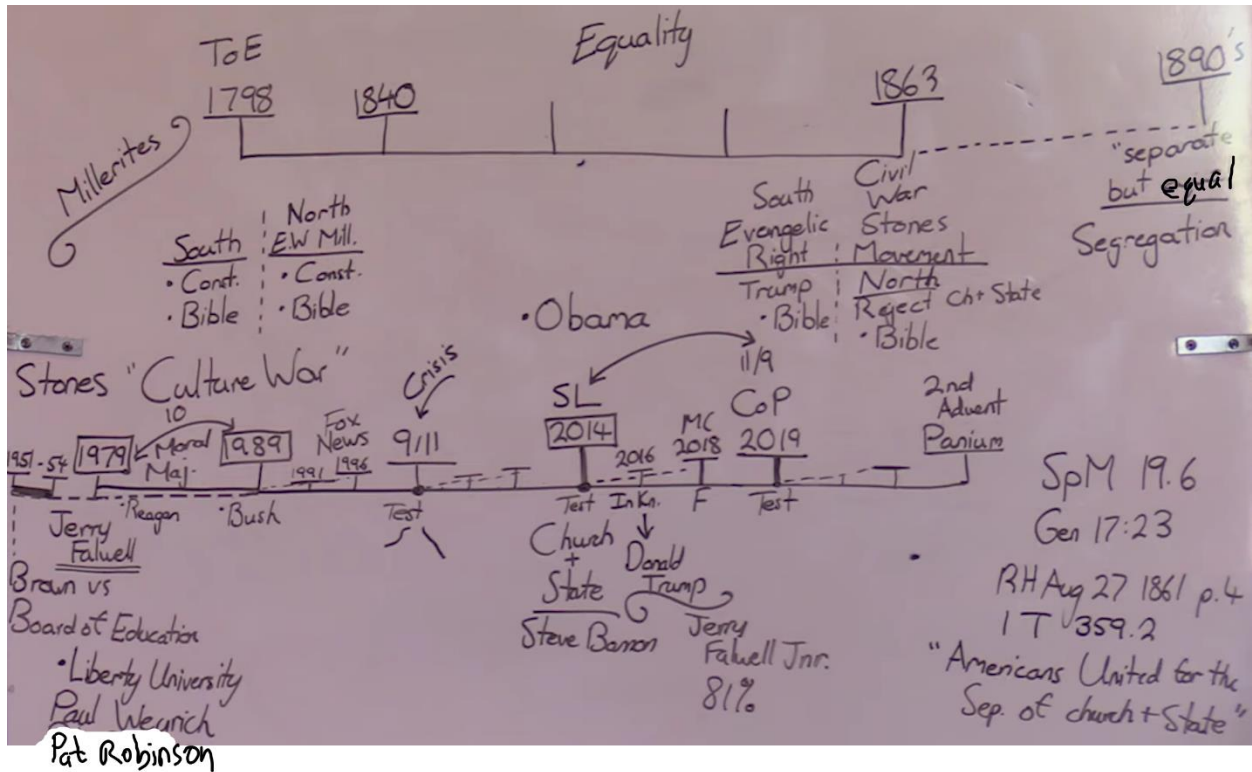 ToE
Equality
1798
1840
1863
1890's
Millerites
"separate
but equal
Segregation
South
• Const.
• Bible
North
E.W Mill.
• Const.
• Bible
South
Evangelic
Right
Trump
• Bible
Civil
War
Stones
Movement
North
Reject Ch + State
• Bible
• Obama
Stones "Culture War"
Crisis
11/9
10
1951-54
1979
Moral
Maj.
1989
1991
Fox
News
1996
9/11
SL
2014
2016
MC
2018
CoP
2019
2nd
Advent
Panium
• Reagan
• Bush
Test
Test
In Kn.
F
Test
Jerry
Falwell
Brown vs
Board of Education
• Liberty University
Paul Weyrich
Pat Robinson
Church
+
State
Steve Bannon
Donald
Trump
Jerry
Falwell Jnr.
81%
SpM 19.6
Gen 17:23
RH Aug 27 1861 p.4
1T 359.2
"Americans United for the
Sep. of church + State"